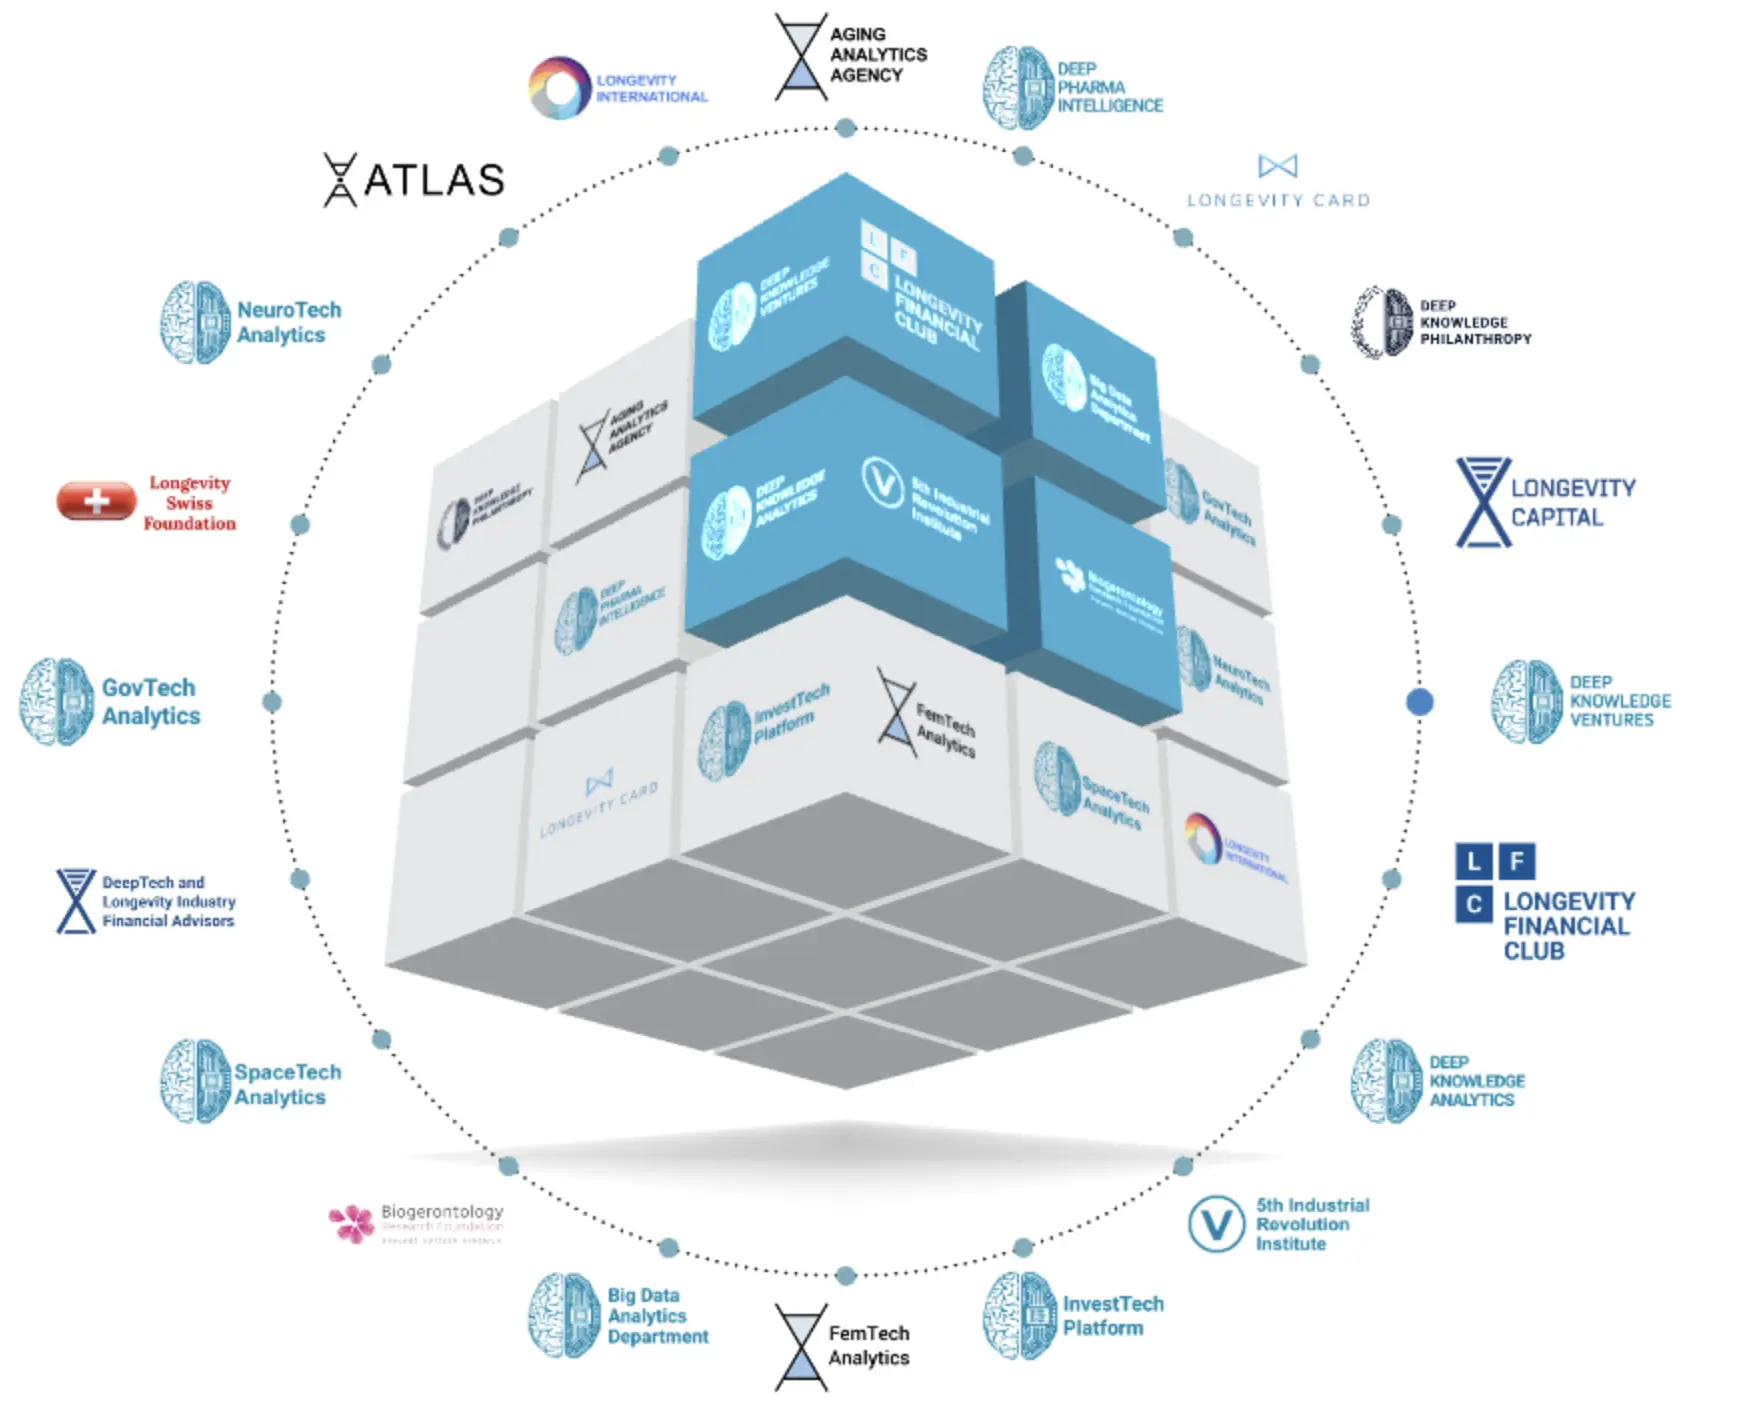 AGING
ANALYTICS
AGENCY
DEEP
PHARMA
INTELLIGENCE
LONGEVITY
INTERNATIONAL
ATLAS
LONGEVITY CARD
NeuroTech
Analytics
DEEP
KNOWLEDGE
PHILANTHROPY
Longevity
Swiss
Foundation
LONGEVITY
CAPITAL
GovTech
Analytics
DEEP
KNOWLEDGE
VENTURES
DeepTech and
Longevity Industry
Financial Advisors
L F
C LONGEVITY
FINANCIAL
CLUB
SpaceTech
Analytics
DEEP
KNOWLEDGE
ANALYTICS
Biogerontology
Research Foundation
5th Industrial
Revolution
Institute
Big Data
Analytics
Department
FemTech
Analytics
InvestTech
Platform
DEEP
KNOWLEDGE
VENTURES
L F
C
LONGEVITY
FINANCIAL
CLUB
Big Data
Analytics
Department
AGING
ANALYTICS
AGENCY
DEEP
KNOWLEDGE
PHILANTHROPY
DEEP
KNOWLEDGE
ANALYTICS
5th Industrial
Revolution
Institute
GovTech
Analytics
DEEP
PHARMA
INTELLIGENCE
Biogerontology
Research Foundation
NeuroTech
Analytics
InvestTech
Platform
FemTech
Analytics
LONGEVITY CARD
SpaceTech
Analytics
LONGEVITY
INTERNATIONAL